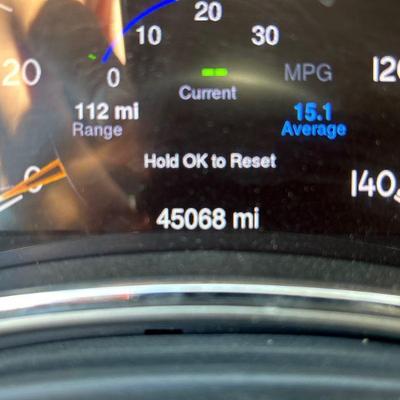 20
10 30
20 0 MPG 120
Current
112 mi 15.1
Range Average
Hold OK to Reset
0 140
45068 mi